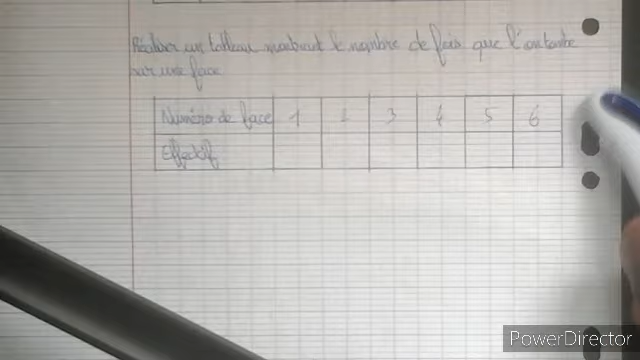 Réaliser un tableau montrant le nombre de fois que l'on tombe
sur une face
Numéro de face 1 2 3 4 5 6
Effectif
PowerDirector